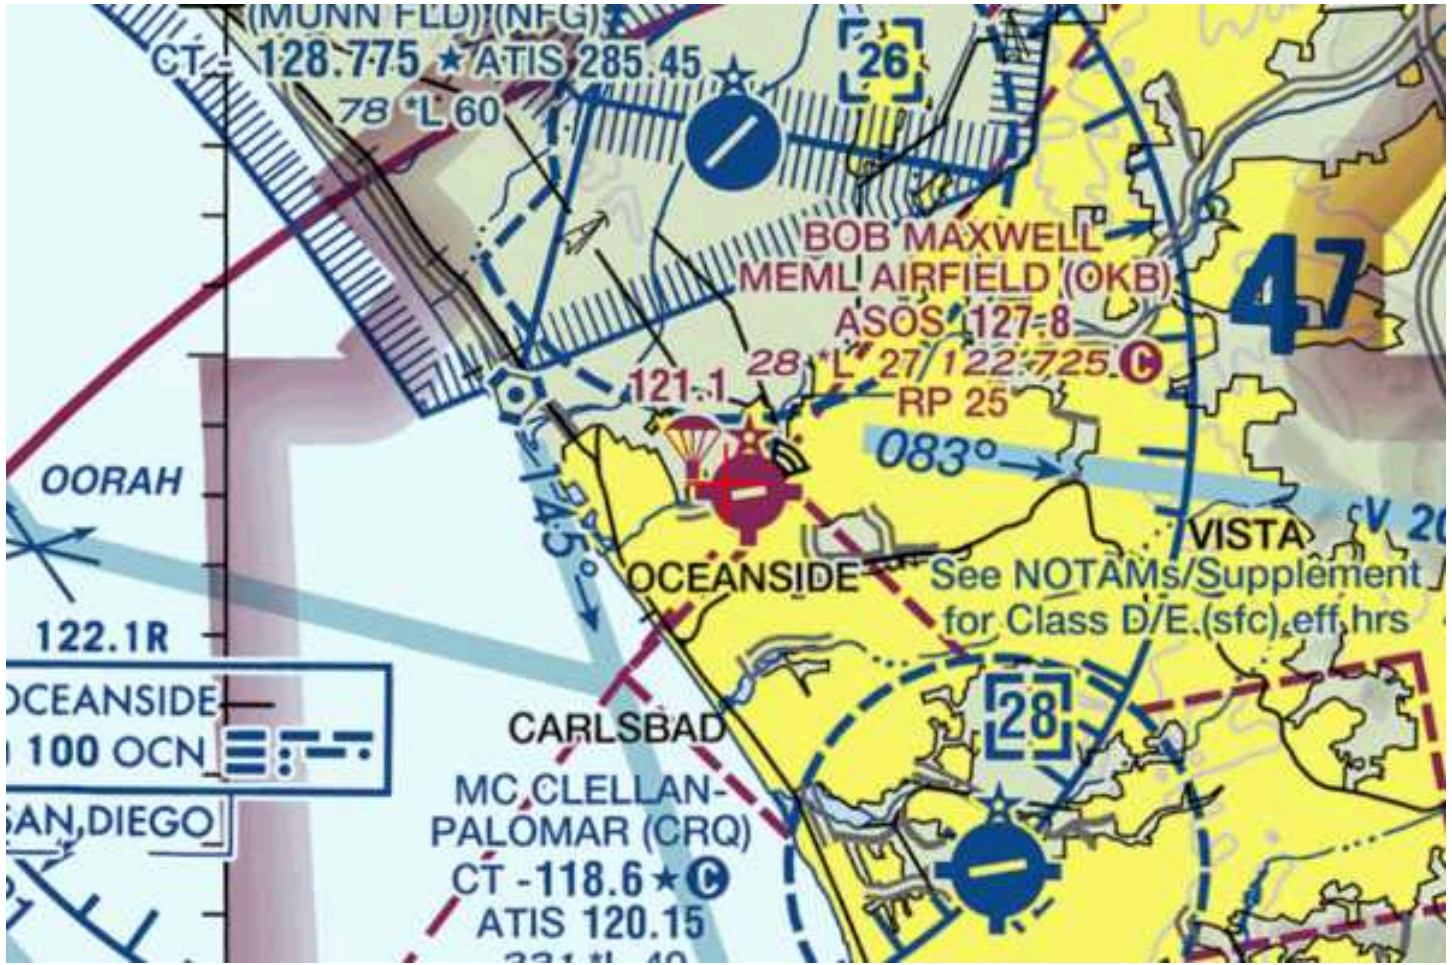 (MUNN FLD) (NFG)
CT - 128.775 ★ ATIS 285.45
78 *L 60
26
BOB MAXWELL
MEML AIRFIELD (OKB)
ASOS 127.8
28 *L 27 122.725 C
RP 25
121.1
47
OORAH
145°
083°
V 20
VISTA
OCEANSIDE
See NOTAMs/Supplement
for Class D/E (sfc) eff hrs
122.1R
OCEANSIDE
100 OCN
SAN DIEGO
28
CARLSBAD
MC CLELLAN-
PALOMAR (CRQ)
CT - 118.6 ★ C
ATIS 120.15
331 *L 49